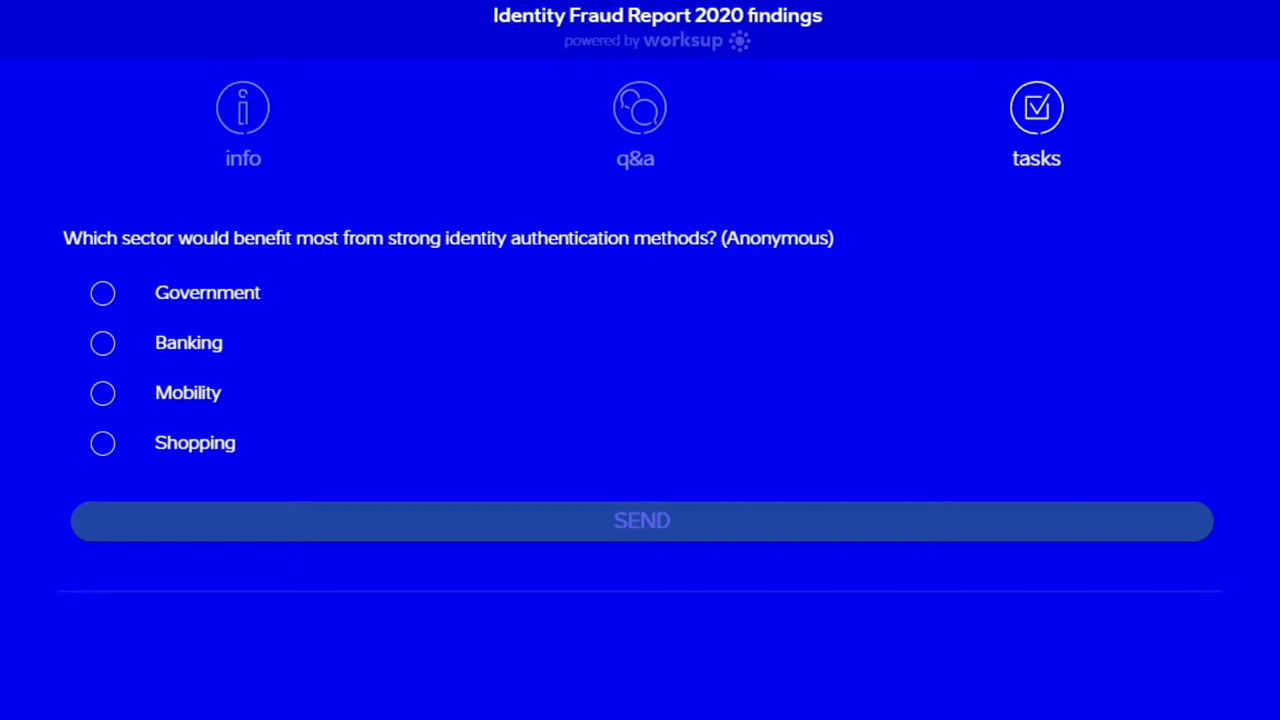 Identity Fraud Report 2020 findings
powered by worksup
info
q&a
tasks
Which sector would benefit most from strong identity authentication methods? (Anonymous)
Government
Banking
Mobility
Shopping
SEND